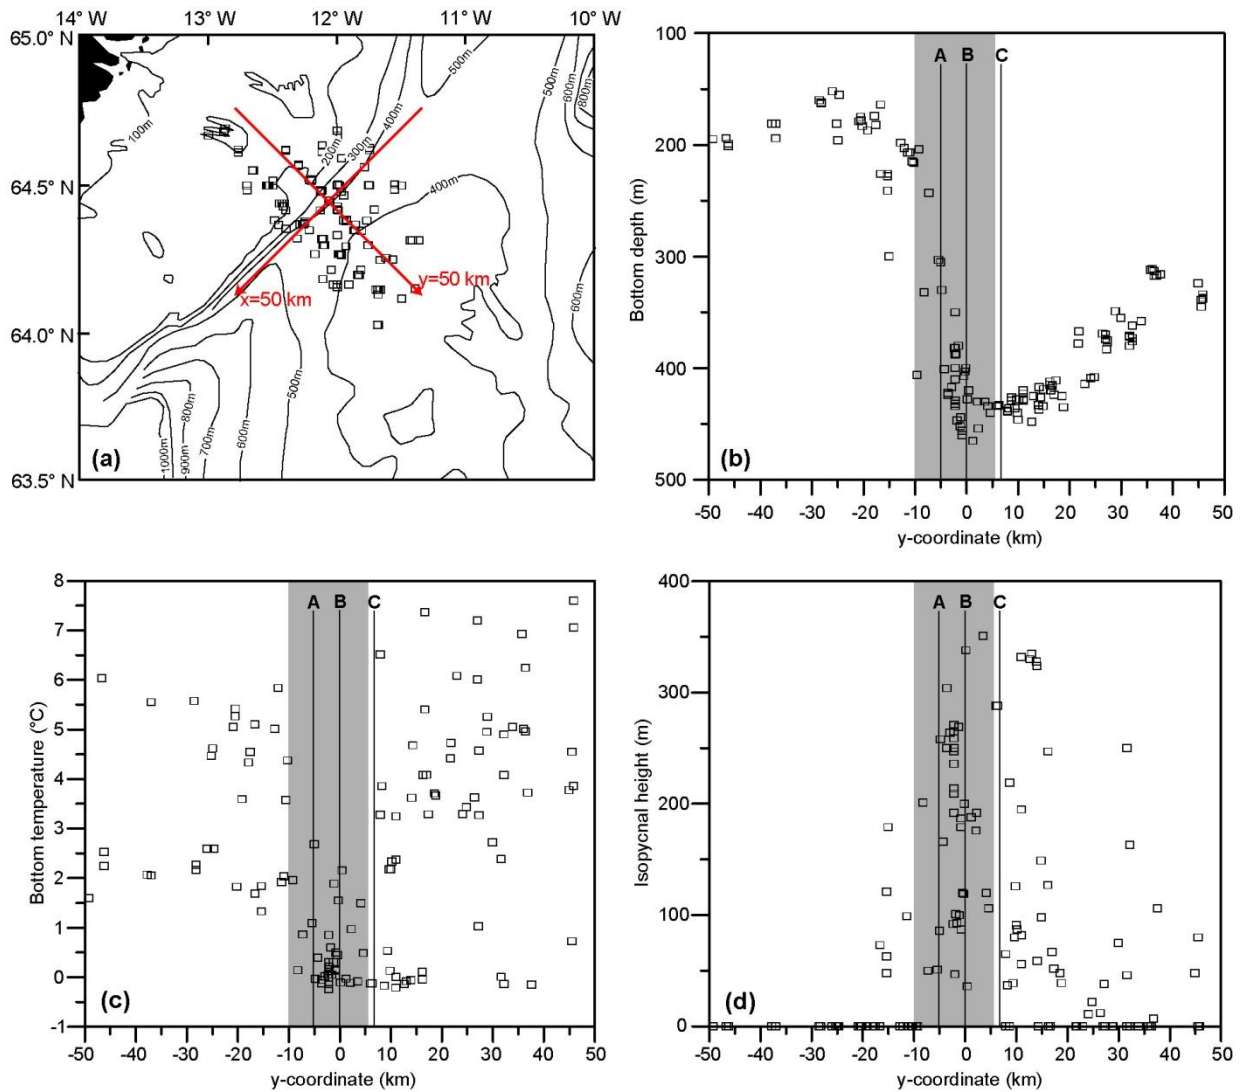 14° W 13° W 12° W 11° W 10° W
65.0° N
64.5° N
64.0° N
63.5° N
100m
200m
300m
400m
500m
500m
600m
800m
400m
600m
500m
600m
700m
800m
900m
1000m
x=50 km
y=50 km
(a)
100
200
300
400
500
Bottom depth (m)
A B C
(b)
-50 -40 -30 -20 -10 0 10 20 30 40 50
y-coordinate (km)
8
7
6
5
4
3
2
1
0
-1
Bottom temperature (°C)
A B C
(c)
-50 -40 -30 -20 -10 0 10 20 30 40 50
y-coordinate (km)
400
300
200
100
0
Isopycnal height (m)
A B C
(d)
-50 -40 -30 -20 -10 0 10 20 30 40 50
y-coordinate (km)